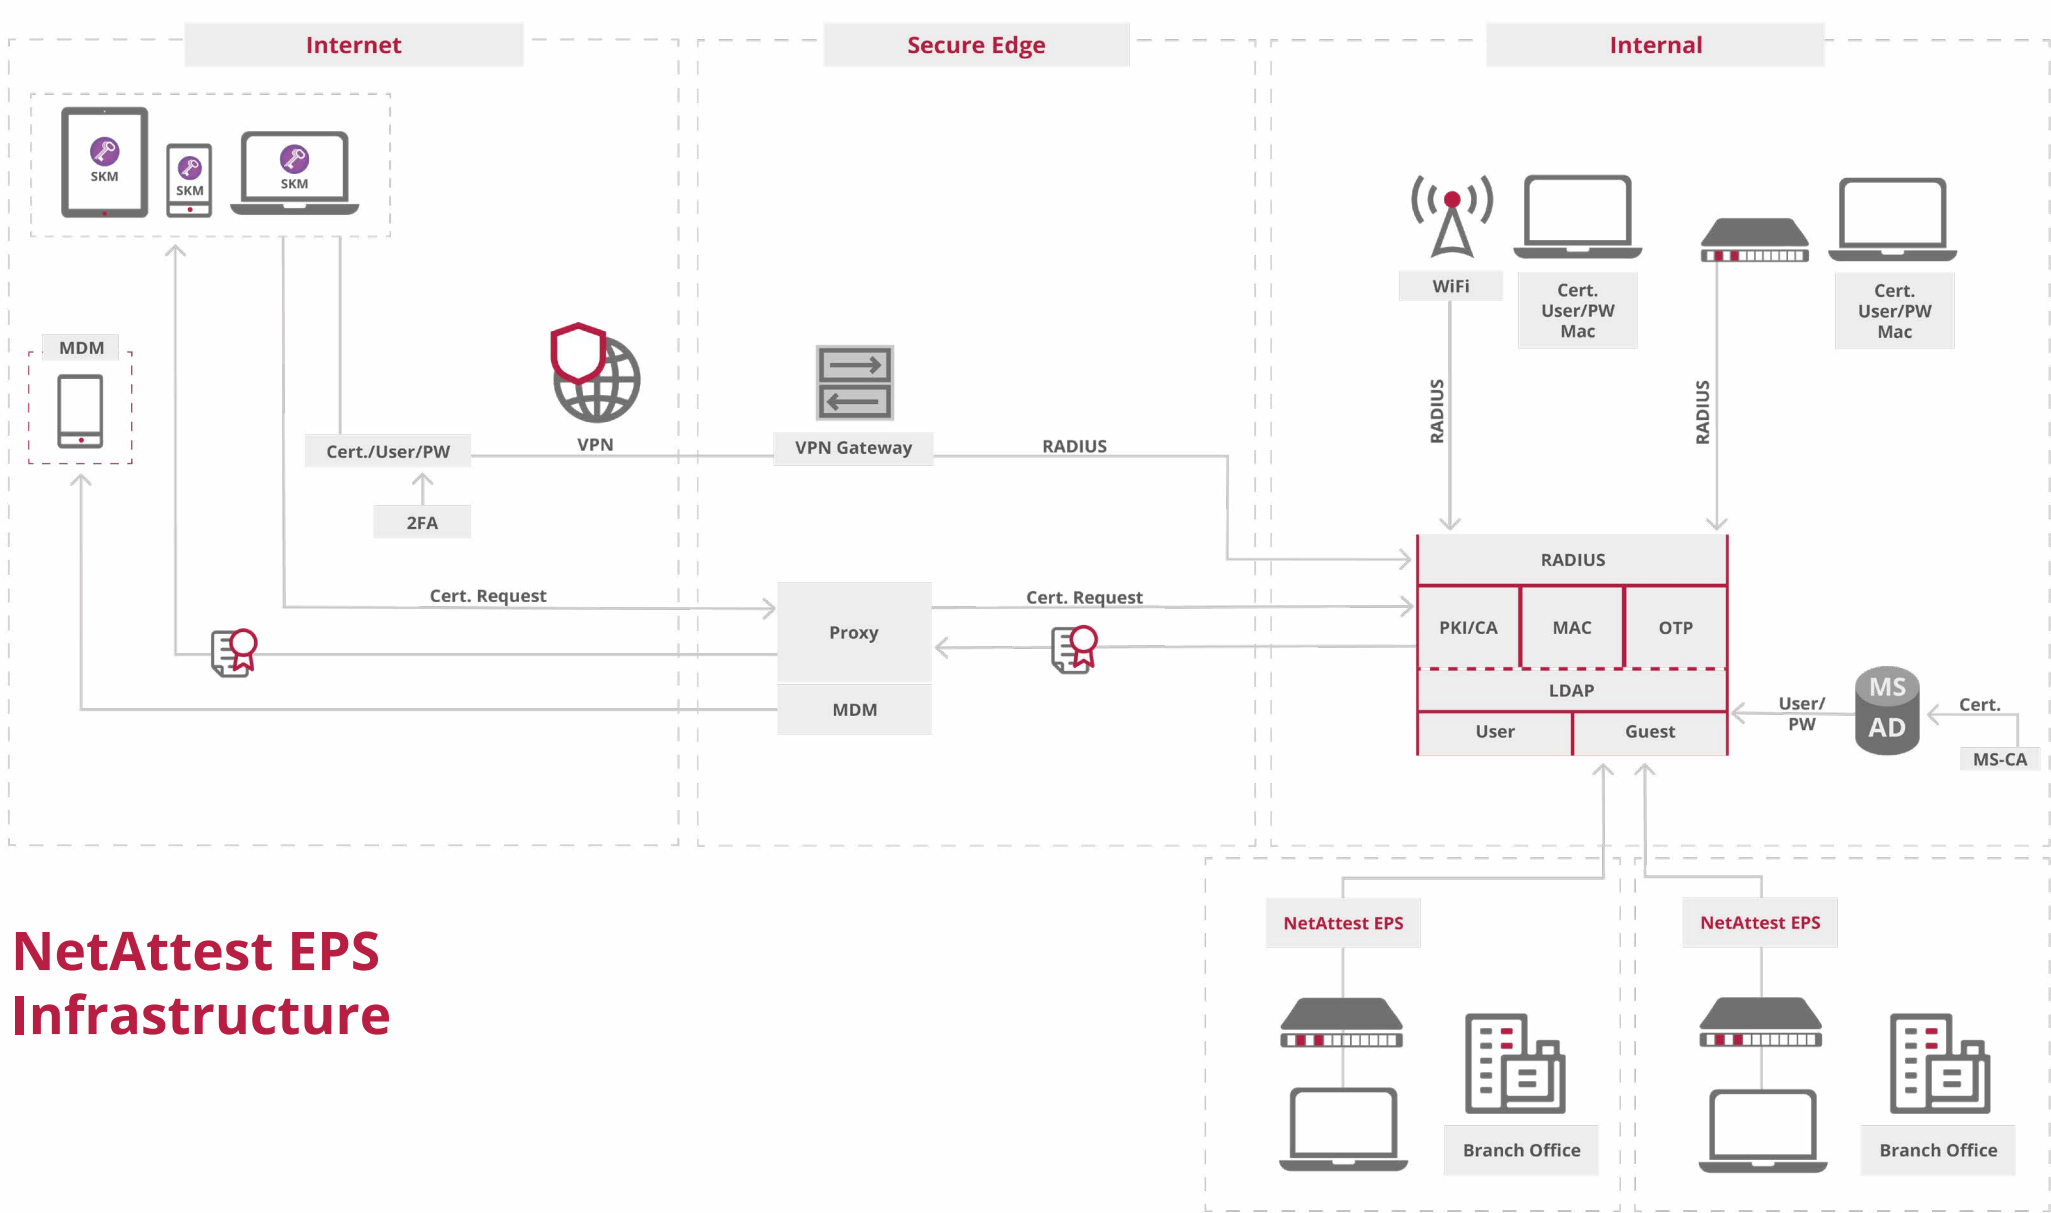 Internet
Secure Edge
Internal
SKM
SKM
SKM
WiFi
Cert.
User/PW
Mac
Cert.
User/PW
Mac
MDM
RADIUS
RADIUS
Cert./User/PW
VPN
VPN Gateway
RADIUS
2FA
Cert. Request
Proxy
Cert. Request
MDM
RADIUS
PKI/CA
MAC
OTP
LDAP
User
Guest
User/
PW
MS
AD
Cert.
MS-CA
NetAttest EPS
Infrastructure
NetAttest EPS
Branch Office
NetAttest EPS
Branch Office